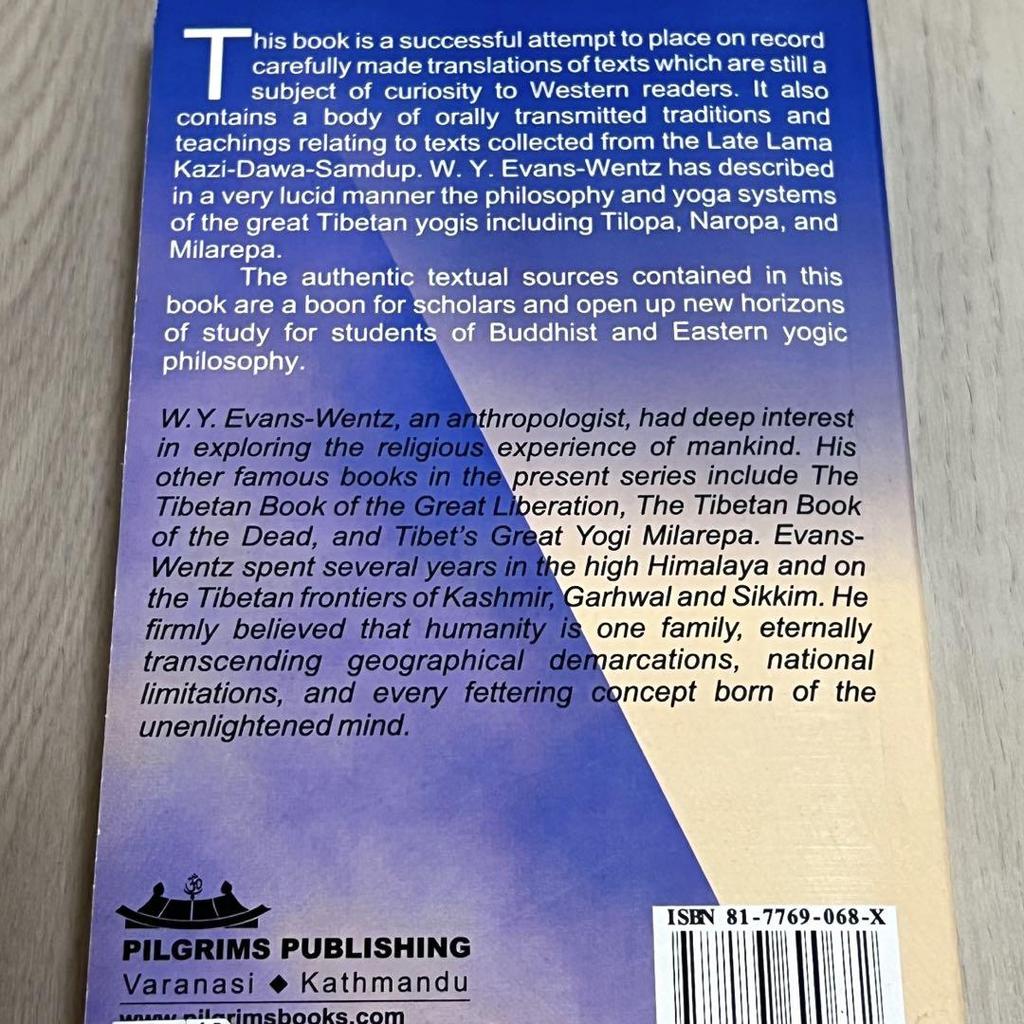 This book is a successful attempt to place on record
carefully made translations of texts which are still a
subject of curiosity to Western readers. It also
contains a body of orally transmitted traditions and
teachings relating to texts collected from the Late Lama
Kazi-Dawa-Samdup. W. Y. Evans-Wentz has described
in a very lucid manner the philosophy and yoga systems
of the great Tibetan yogis including Tilopa, Naropa, and
Milarepa.
The authentic textual sources contained in this
book are a boon for scholars and open up new horizons
of study for students of Buddhist and Eastern yogic
philosophy.
W. Y. Evans-Wentz, an anthropologist, had deep interest
in exploring the religious experience of mankind. His
other famous books in the present series include The
Tibetan Book of the Great Liberation, The Tibetan Book
of the Dead, and Tibet's Great Yogi Milarepa. Evans-
Wentz spent several years in the high Himalaya and on
the Tibetan frontiers of Kashmir, Garhwal and Sikkim. He
firmly believed that humanity is one family, eternally
transcending geographical demarcations, national
limitations, and every fettering concept born of the
unenlightened mind.
ॐ
PILGRIMS PUBLISHING
Varanasi ◆ Kathmandu
www.pilgrimsbooks.com
ISBN 81-7769-068-X